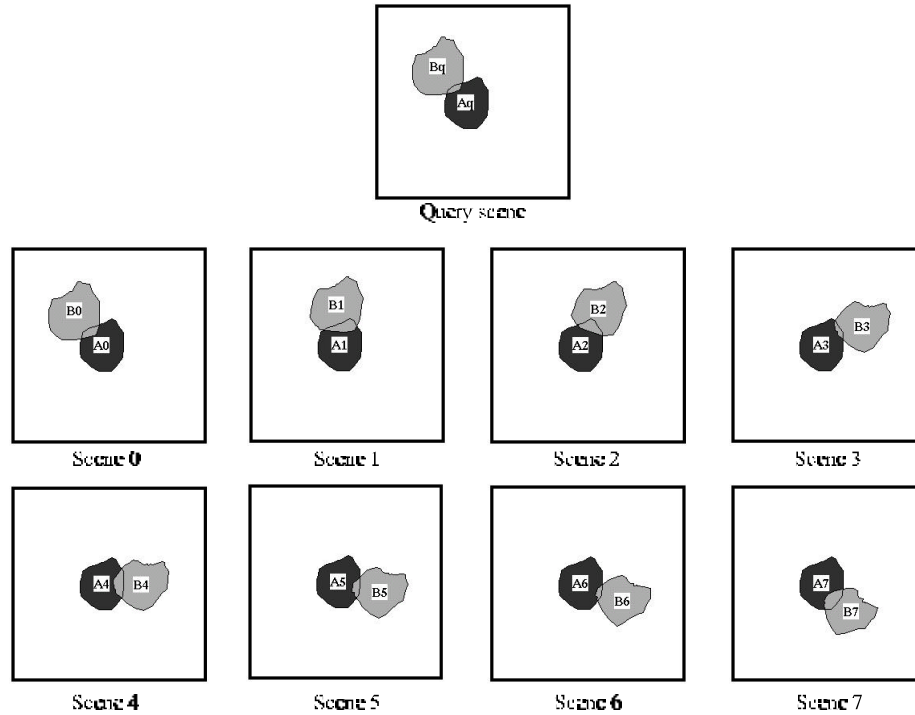 Bq
Aq
Query scene
B0
A0
B1
A1
B2
A2
B3
A3
Scene 0
Scene 1
Scene 2
Scene 3
A4
B4
A5
B5
A6
B6
A7
B7
Scene 4
Scene 5
Scene 6
Scene 7